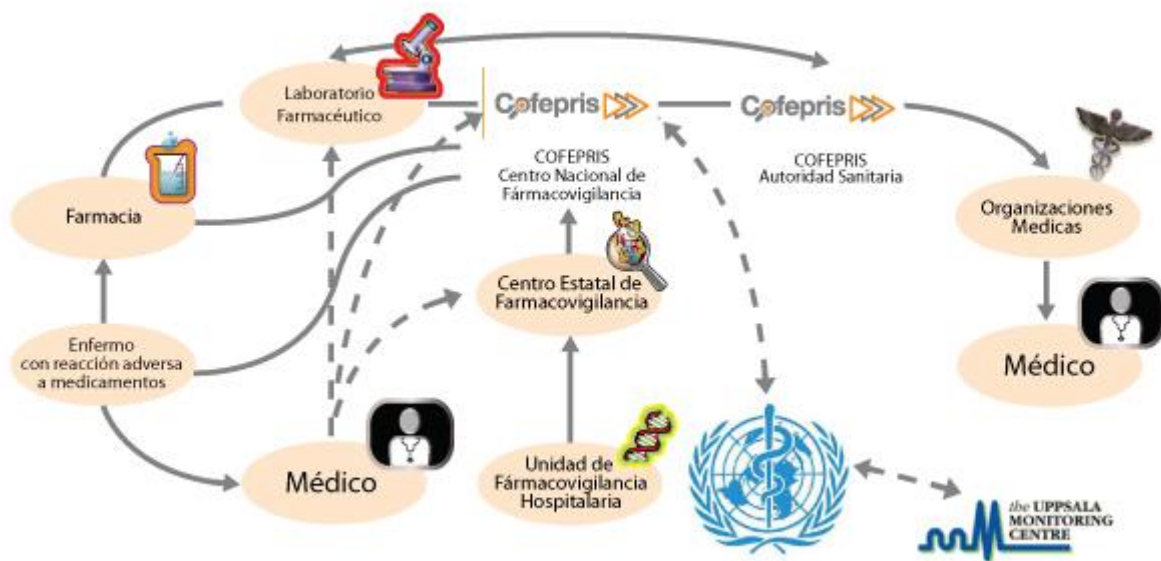 Laboratorio
Farmacéutico
Cofepris
Cofepris
COFEPRIS
Centro Nacional de
Fármacovigilancia
COFEPRIS
Autoridad Sanitaria
Farmacia
Organizaciones
Medicas
Centro Estatal de
Farmacovigilancia
Enfermo
con reacción adversa
a medicamentos
Médico
Médico
Unidad de
Fármacovigilancia
Hospitalaria
the UPPSALA
MONITORING
CENTRE